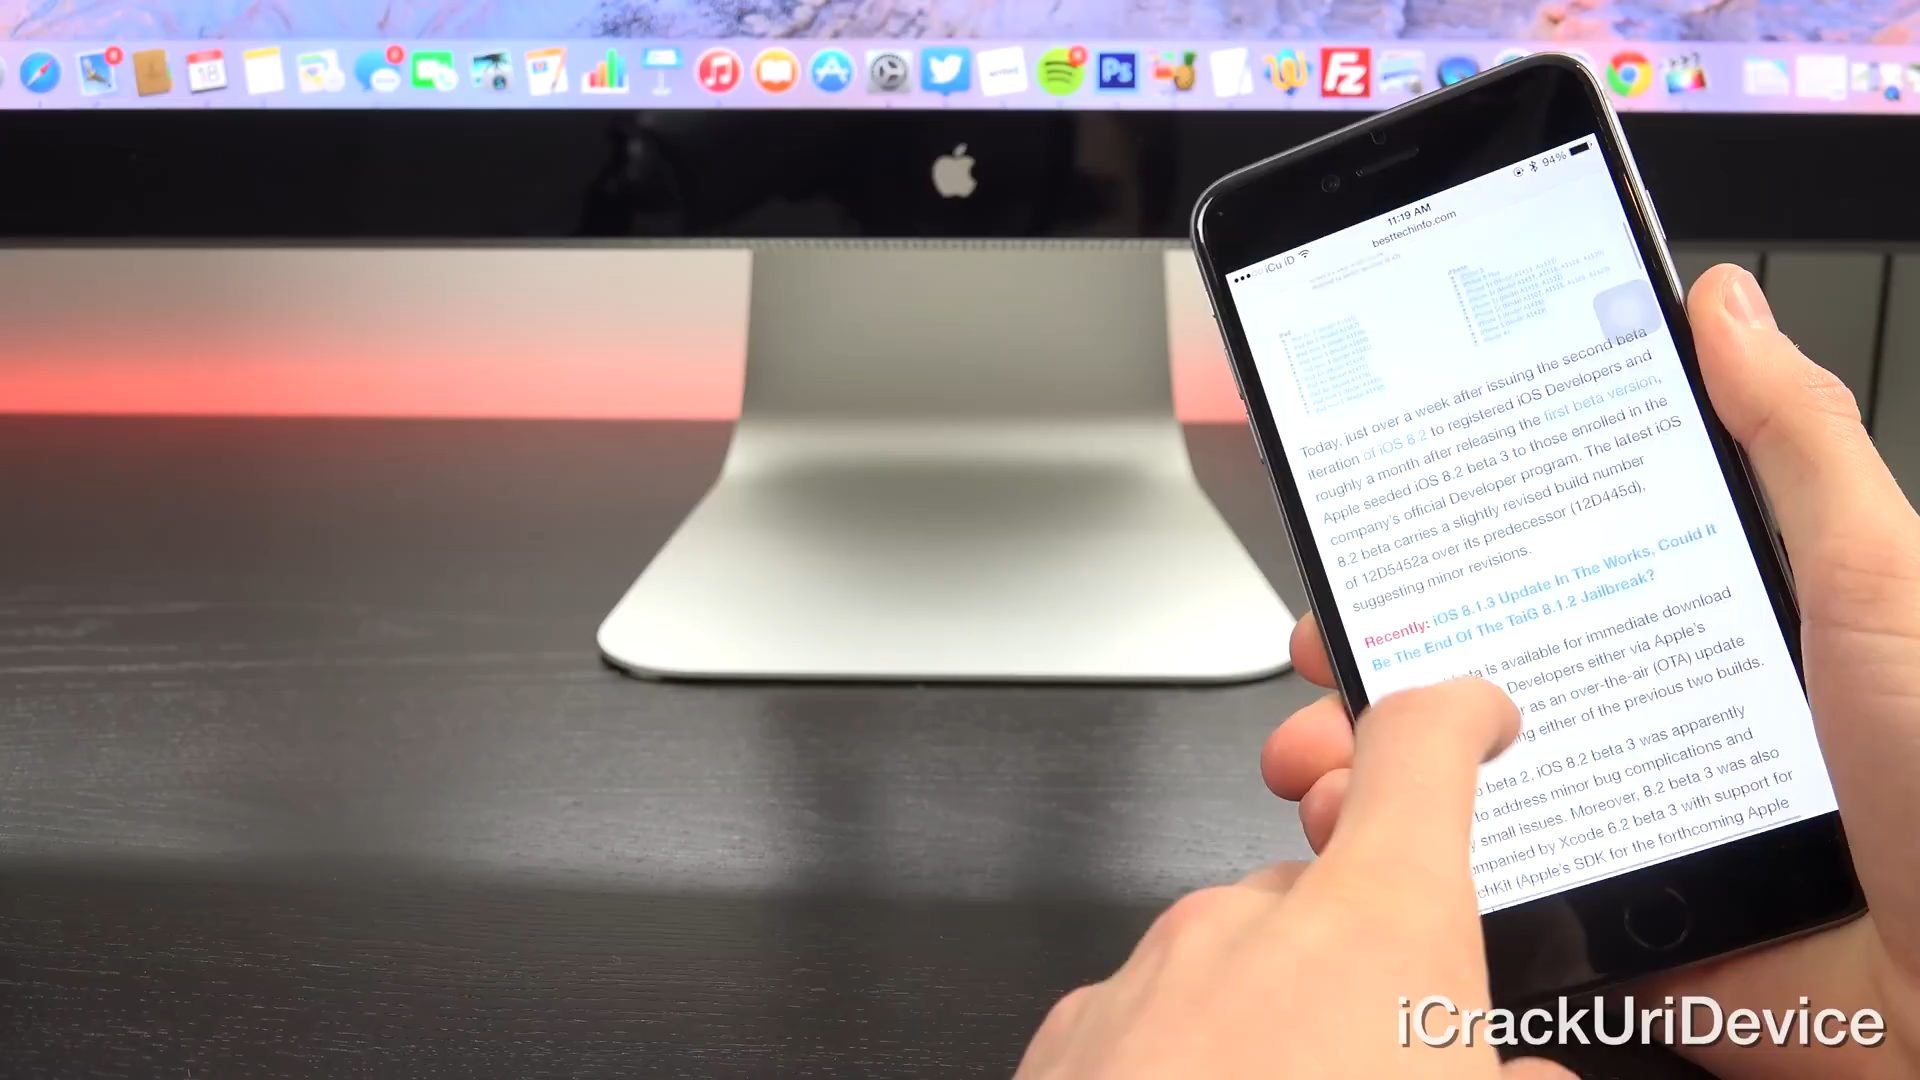 18
Ps
FZ
94%
11:19 AM
●●●○○ iCu iD
besttechinfo.com
Today, just over a week after issuing the second beta
iteration of iOS 8.2 to registered iOS Developers and
roughly a month after releasing the first beta version,
Apple seeded iOS 8.2 beta 3 to those enrolled in the
company's official Developer program. The latest iOS
8.2 beta carries a slightly revised build number
of 12D5452a over its predecessor (12D445d),
suggesting minor revisions.
Recently: iOS 8.1.3 Update In The Works, Could It
Be The End Of The TaiG 8.1.2 Jailbreak?
is available for immediate download
Developers either via Apple's
as an over-the-air (OTA) update
either of the previous two builds.
beta 2, iOS 8.2 beta 3 was apparently
to address minor bug complications and
small issues. Moreover, 8.2 beta 3 was also
by Xcode 6.2 beta 3 with support for
(Apple's SDK for the forthcoming Apple
iCrackUriDevice